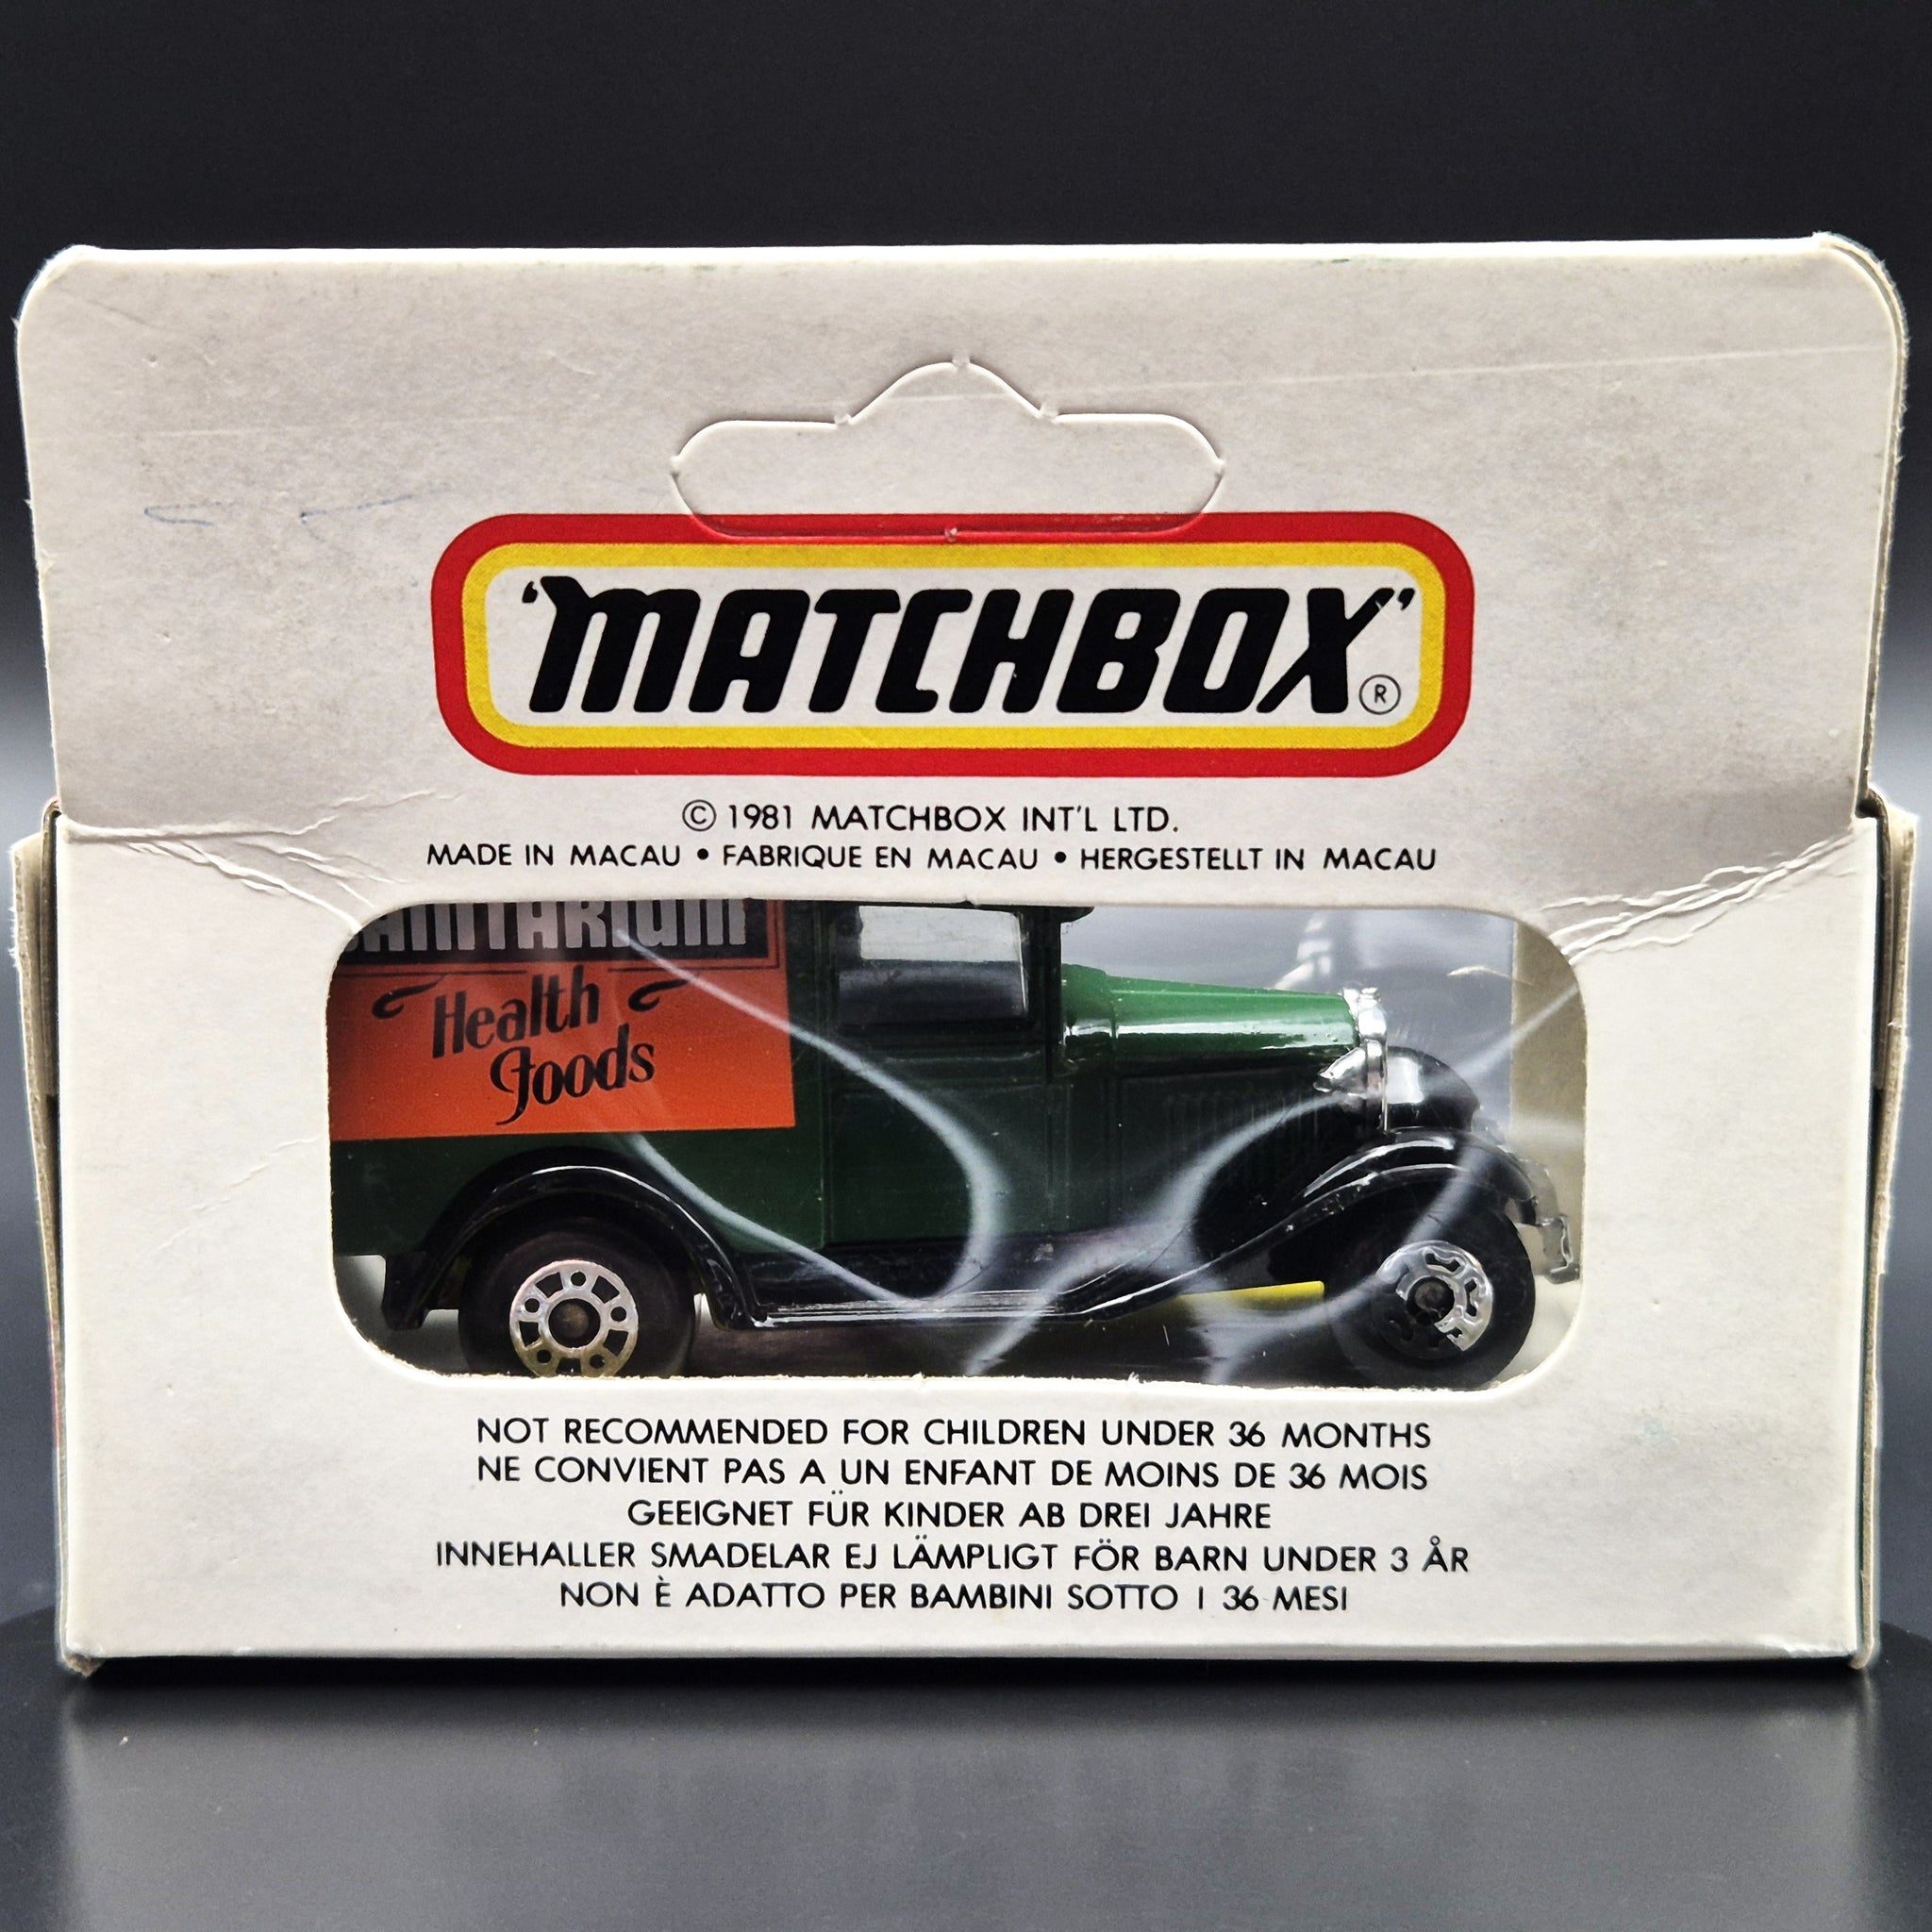 'MATCHBOX'®
© 1981 MATCHBOX INT'L LTD.
MADE IN MACAU • FABRIQUE EN MACAU • HERGESTELLT IN MACAU
SANITARIUM
Health
Foods
NOT RECOMMENDED FOR CHILDREN UNDER 36 MONTHS
NE CONVIENT PAS A UN ENFANT DE MOINS DE 36 MOIS
GEEIGNET FÜR KINDER AB DREI JAHRE
INNEHALLER SMADELAR EJ LÄMPLIGT FÖR BARN UNDER 3 ÅR
NON È ADATTO PER BAMBINI SOTTO I 36 MESI